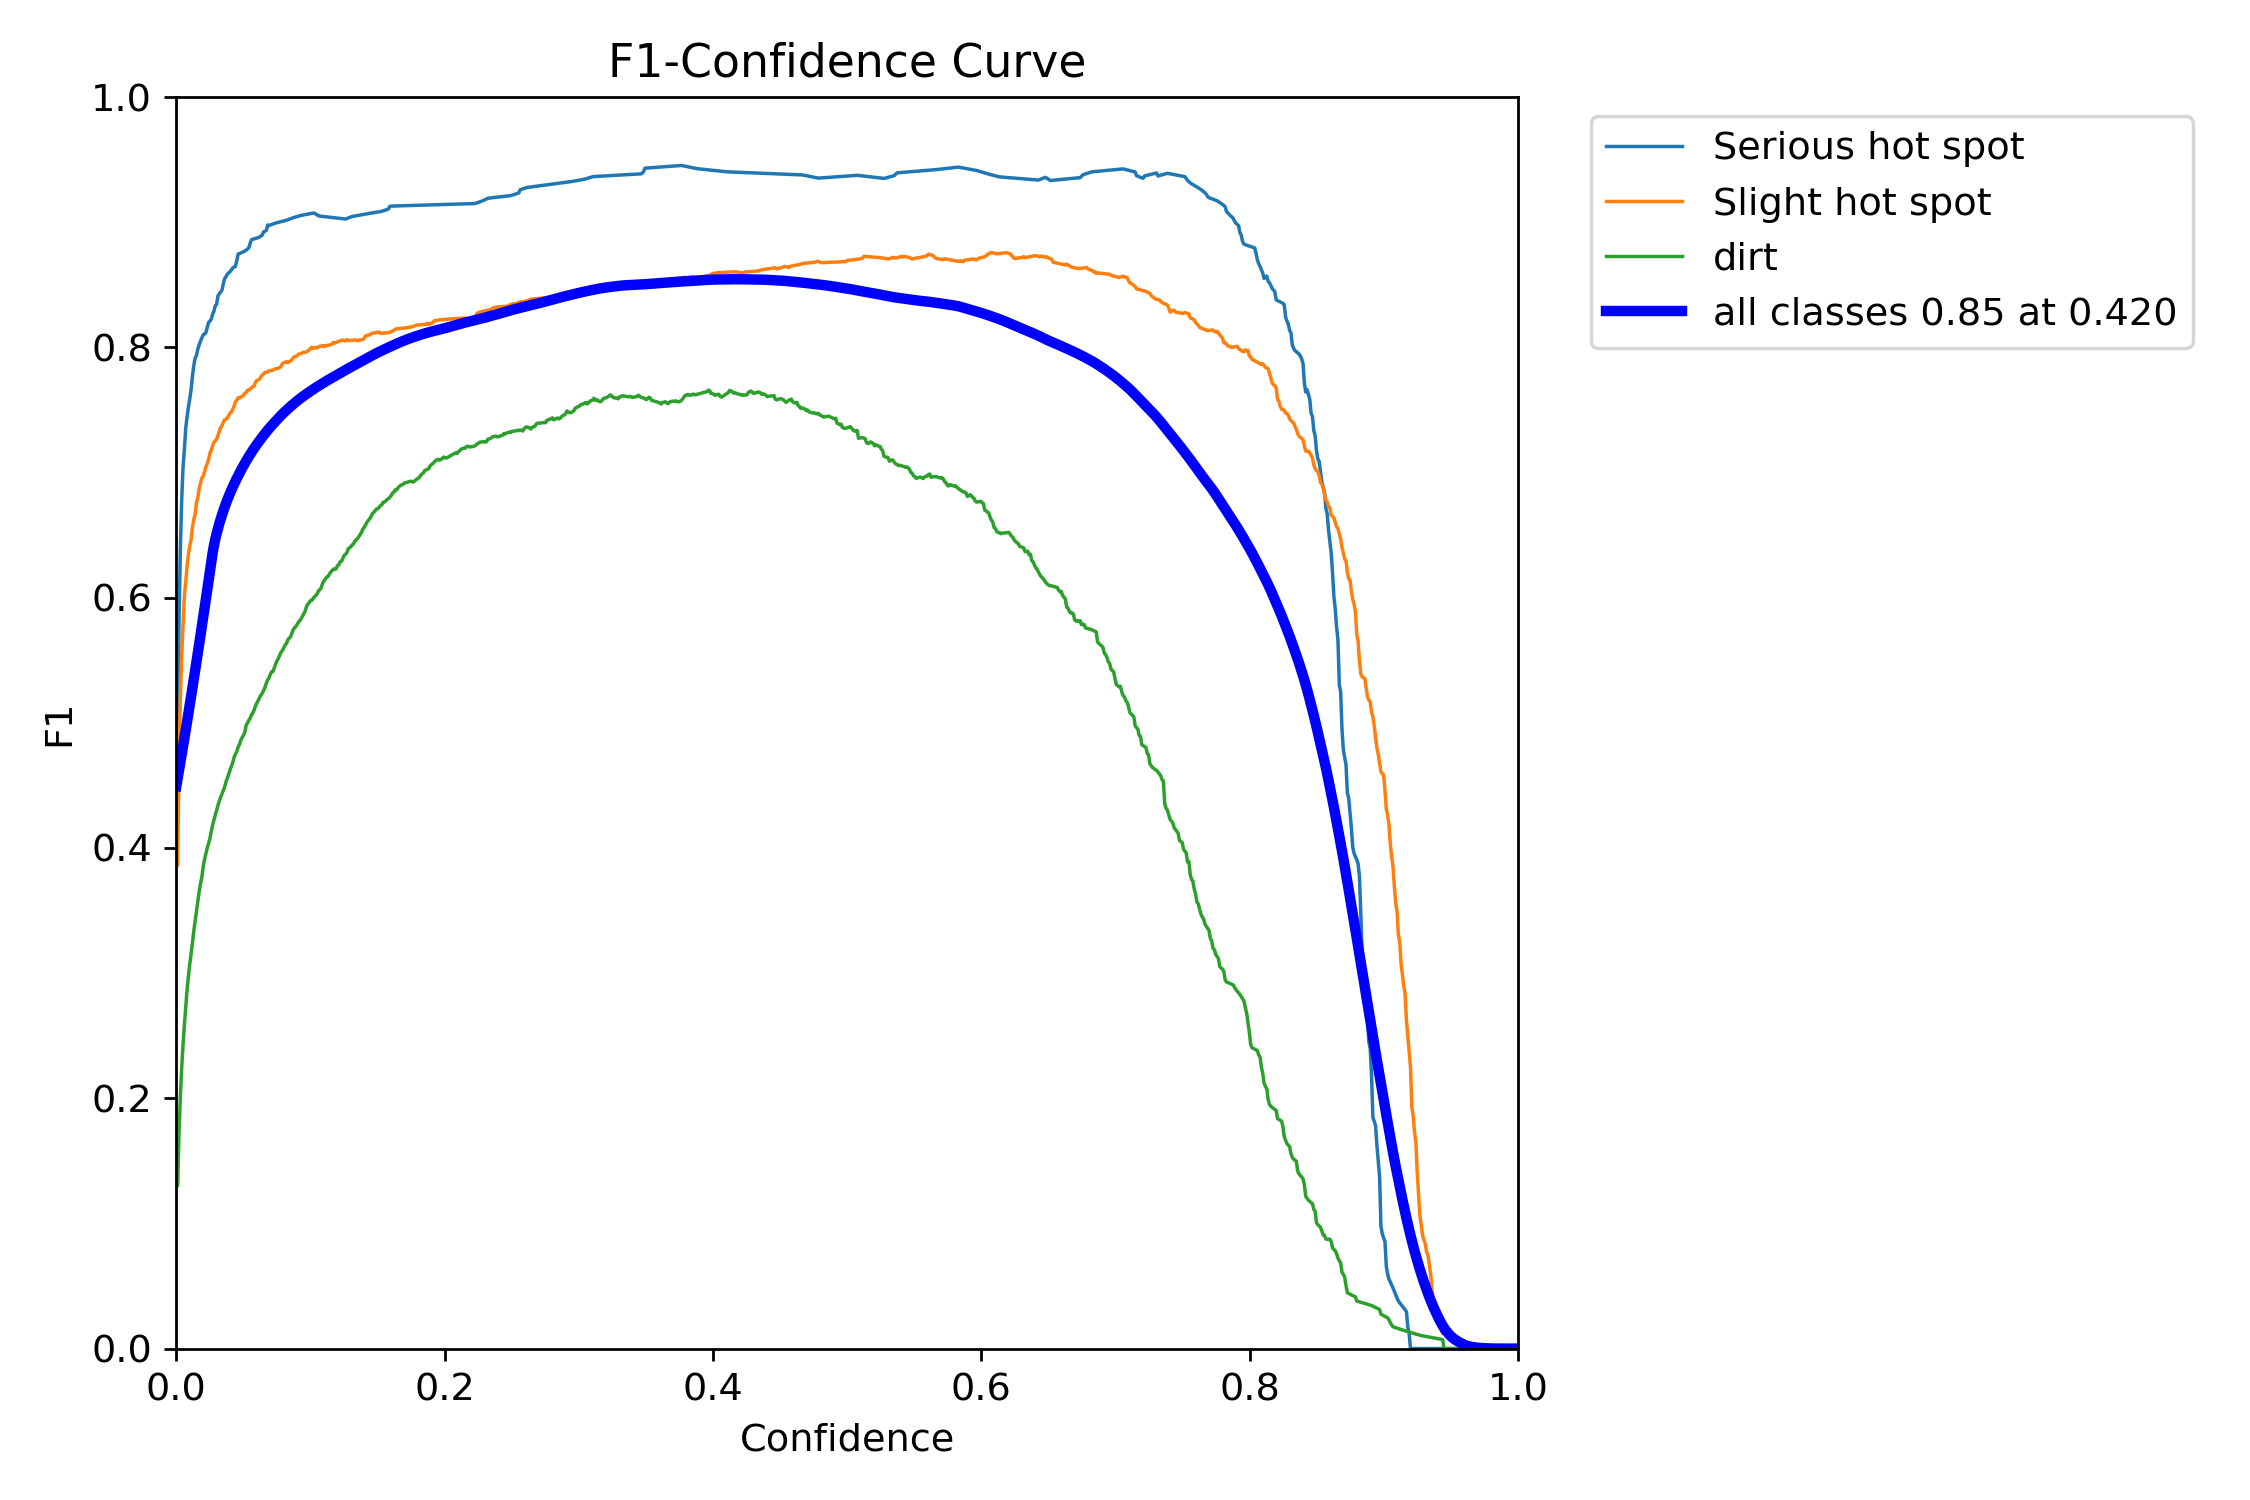 F1-Confidence Curve
1.0
0.8
0.6
0.4
0.2
0.0
F1
0.0 0.2 0.4 0.6 0.8 1.0
Confidence
Serious hot spot
Slight hot spot
dirt
all classes 0.85 at 0.420